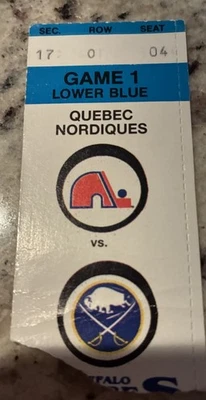 SEC. ROW SEAT
17 0 04
GAME 1
LOWER BLUE
QUEBEC
NORDIQUES
vs.